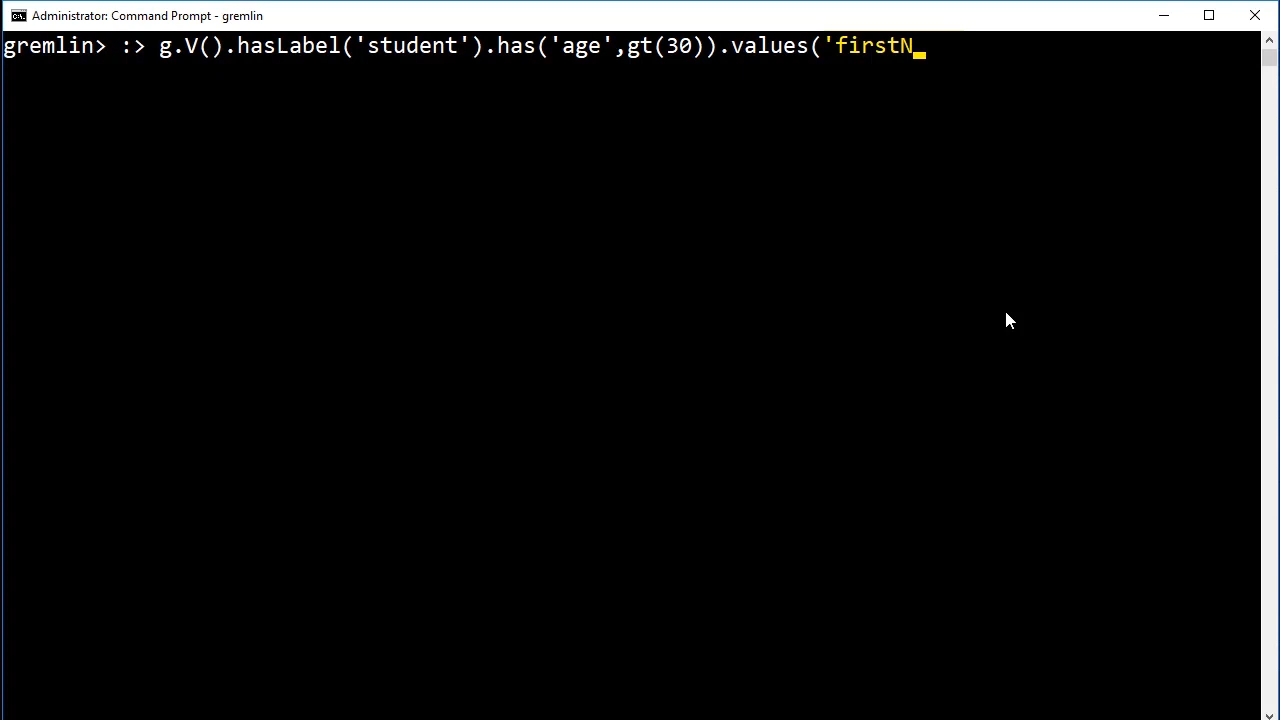 Administrator: Command Prompt - gremlin
gremlin> :> g.V().hasLabel('student').has('age',gt(30)).values('firstN